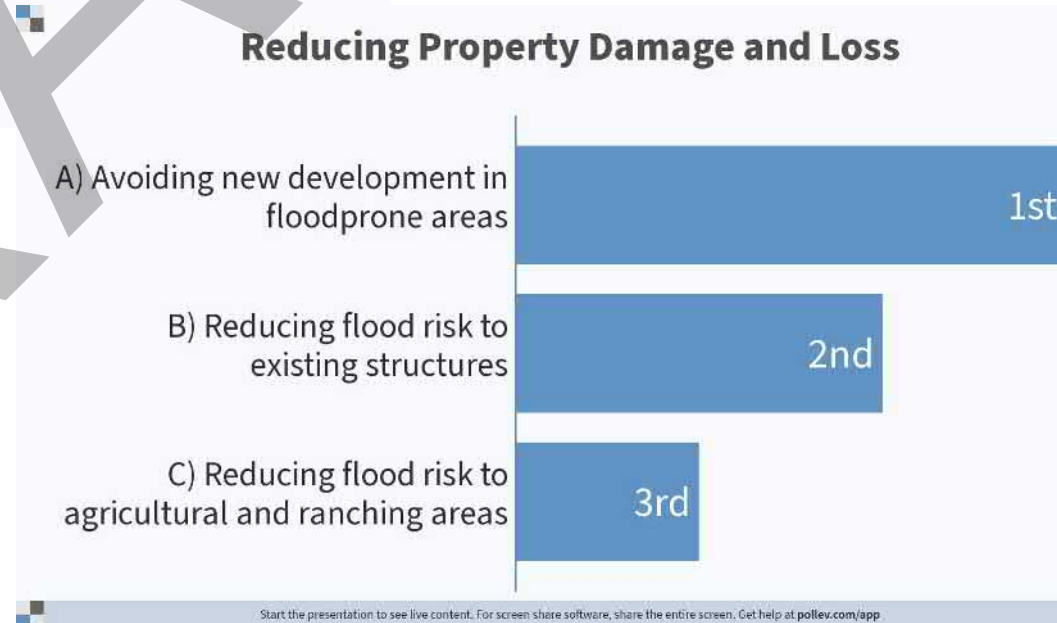 Reducing Property Damage and Loss
A) Avoiding new development in
floodprone areas
1st
B) Reducing flood risk to
existing structures
2nd
C) Reducing flood risk to
agricultural and ranching areas
3rd
Start the presentation to see live content. For screen share software, share the entire screen. Get help at pollev.com/app